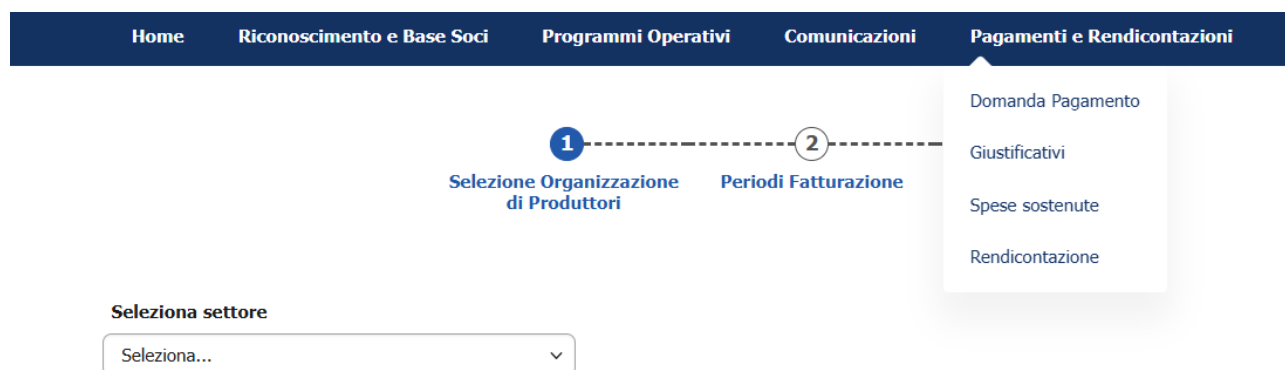 Home Riconoscimento e Base Soci Programmi Operativi Comunicazioni Pagamenti e Rendicontazioni
Domanda Pagamento
Giustificativi
Spese sostenute
Rendicontazione
1 2
Selezione Organizzazione di Produttori
Periodi Fatturazione
Seleziona settore
Seleziona...